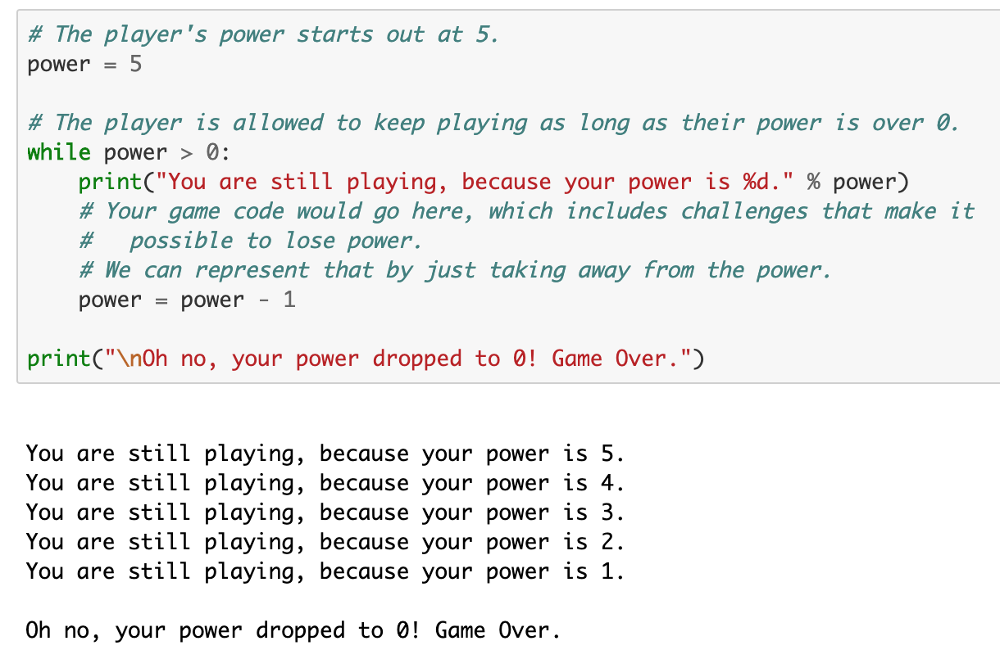 # The player's power starts out at 5.
power = 5
# The player is allowed to keep playing as long as their power is over 0.
while power > 0:
    print("You are still playing, because your power is %d." % power)
    # Your game code would go here, which includes challenges that make it
    #   possible to lose power.
    # We can represent that by just taking away from the power.
    power = power - 1
print("\nOh no, your power dropped to 0! Game Over.")
You are still playing, because your power is 5.
You are still playing, because your power is 4.
You are still playing, because your power is 3.
You are still playing, because your power is 2.
You are still playing, because your power is 1.
Oh no, your power dropped to 0! Game Over.